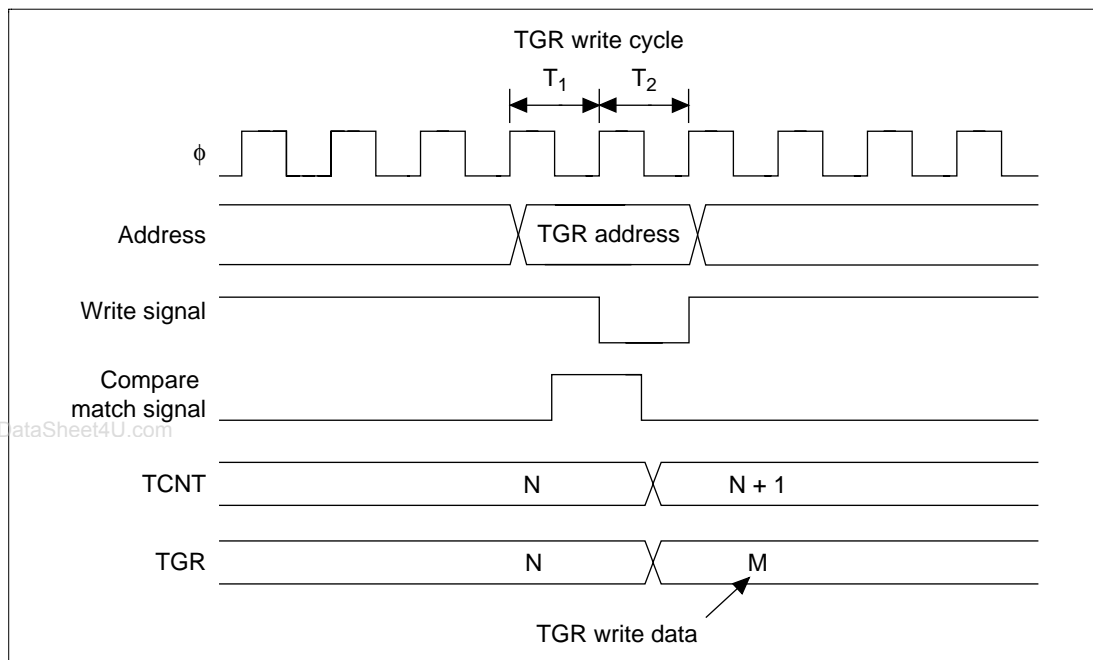 TGR write cycle
T1 T2
ϕ
Address TGR address
Write signal
Compare
match signal
DataSheet4U.com
TCNT N N + 1
TGR N M
TGR write data